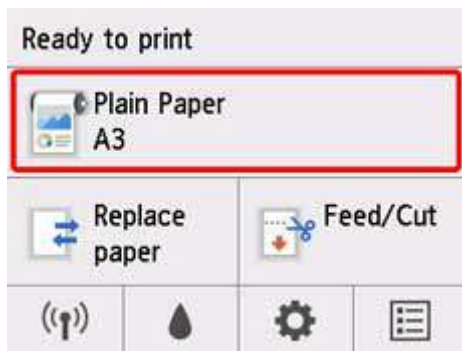 Ready to print
Plain Paper
A3
Replace
paper
Feed/Cut